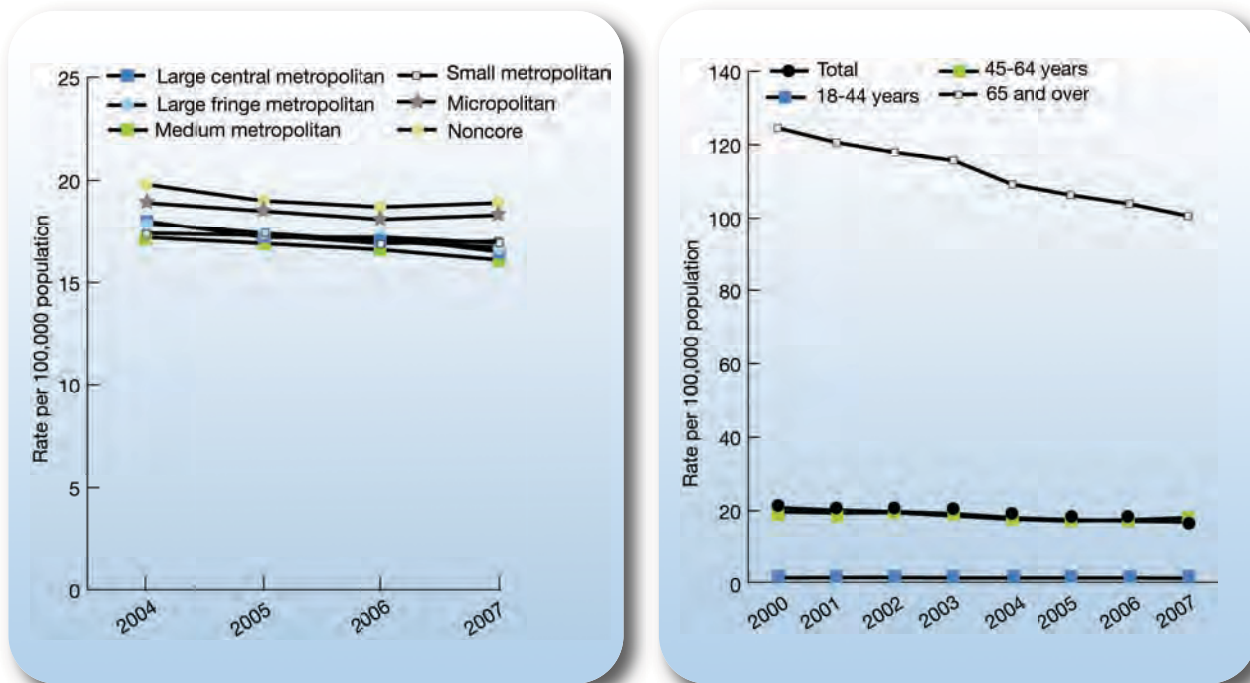 Rate per 100,000 population
25
20
15
10
5
0
Large central metropolitan
Large fringe metropolitan
Medium metropolitan
Small metropolitan
Micropolitan
Noncore
2004
2005
2006
2007
Rate per 100,000 population
140
120
100
80
60
40
20
0
Total
18-44 years
45-64 years
65 and over
2000
2001
2002
2003
2004
2005
2006
2007